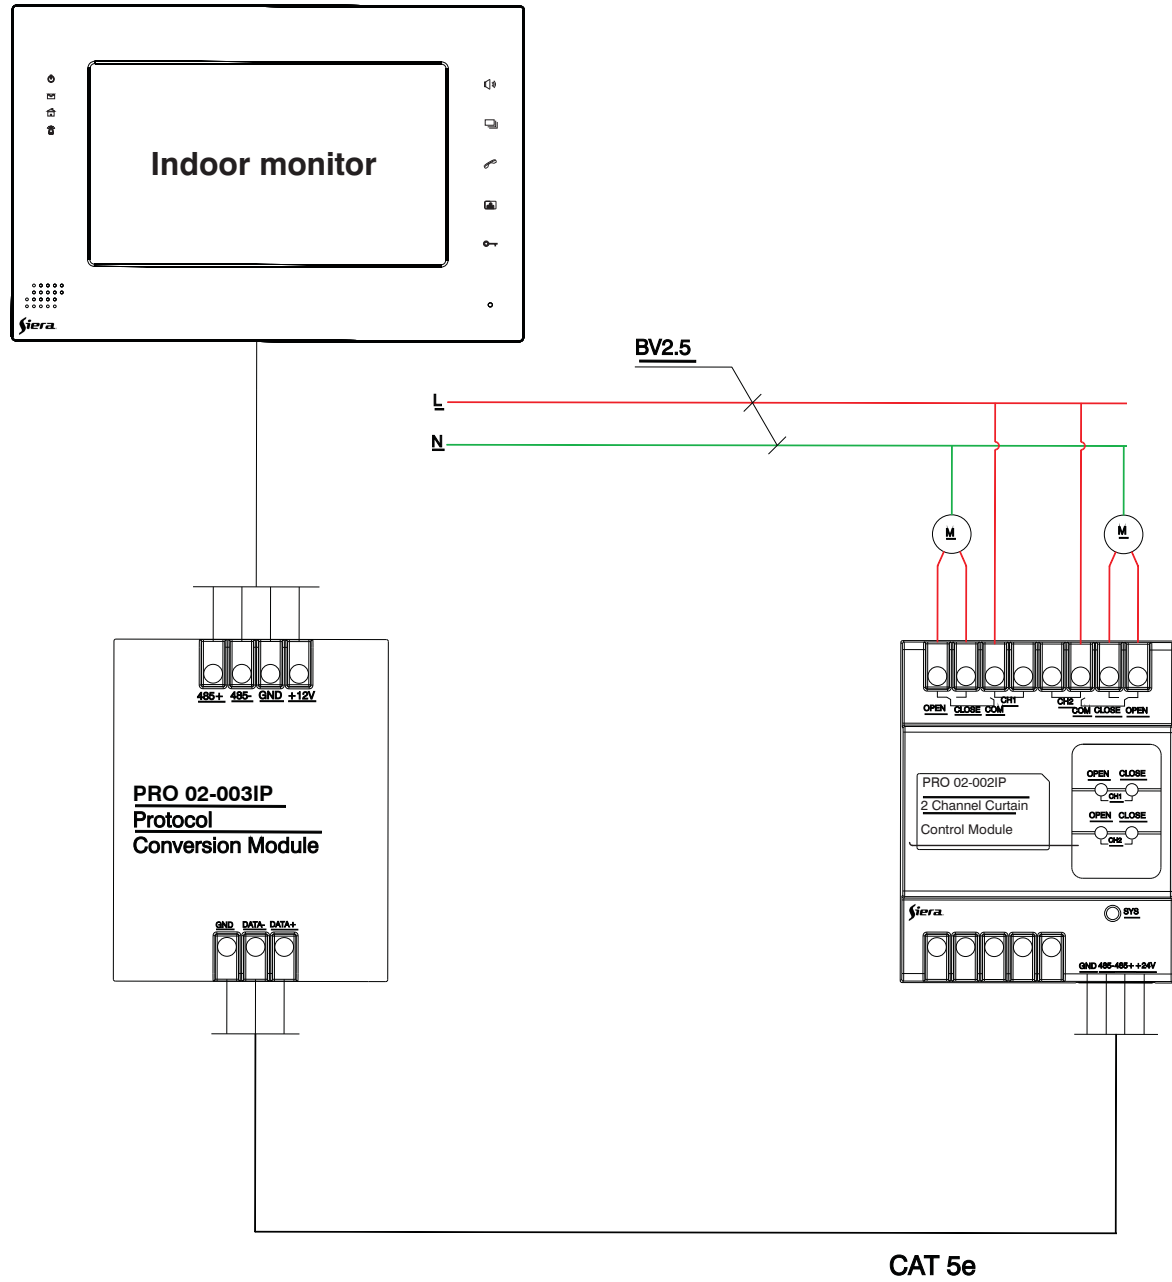 Indoor monitor
Siera
BV2.5
L
N
M
M
485+ 485- GND +12V
OPEN CLOSE COM CH1 CH2 COM CLOSE OPEN
PRO 02-003IP
Protocol
Conversion Module
PRO 02-002IP
2 Channel Curtain
Control Module
OPEN CLOSE
CH1
OPEN CLOSE
CH2
Siera
SYS
GND DATA- DATA+
GND 485- 485+ +24V
CAT 5e